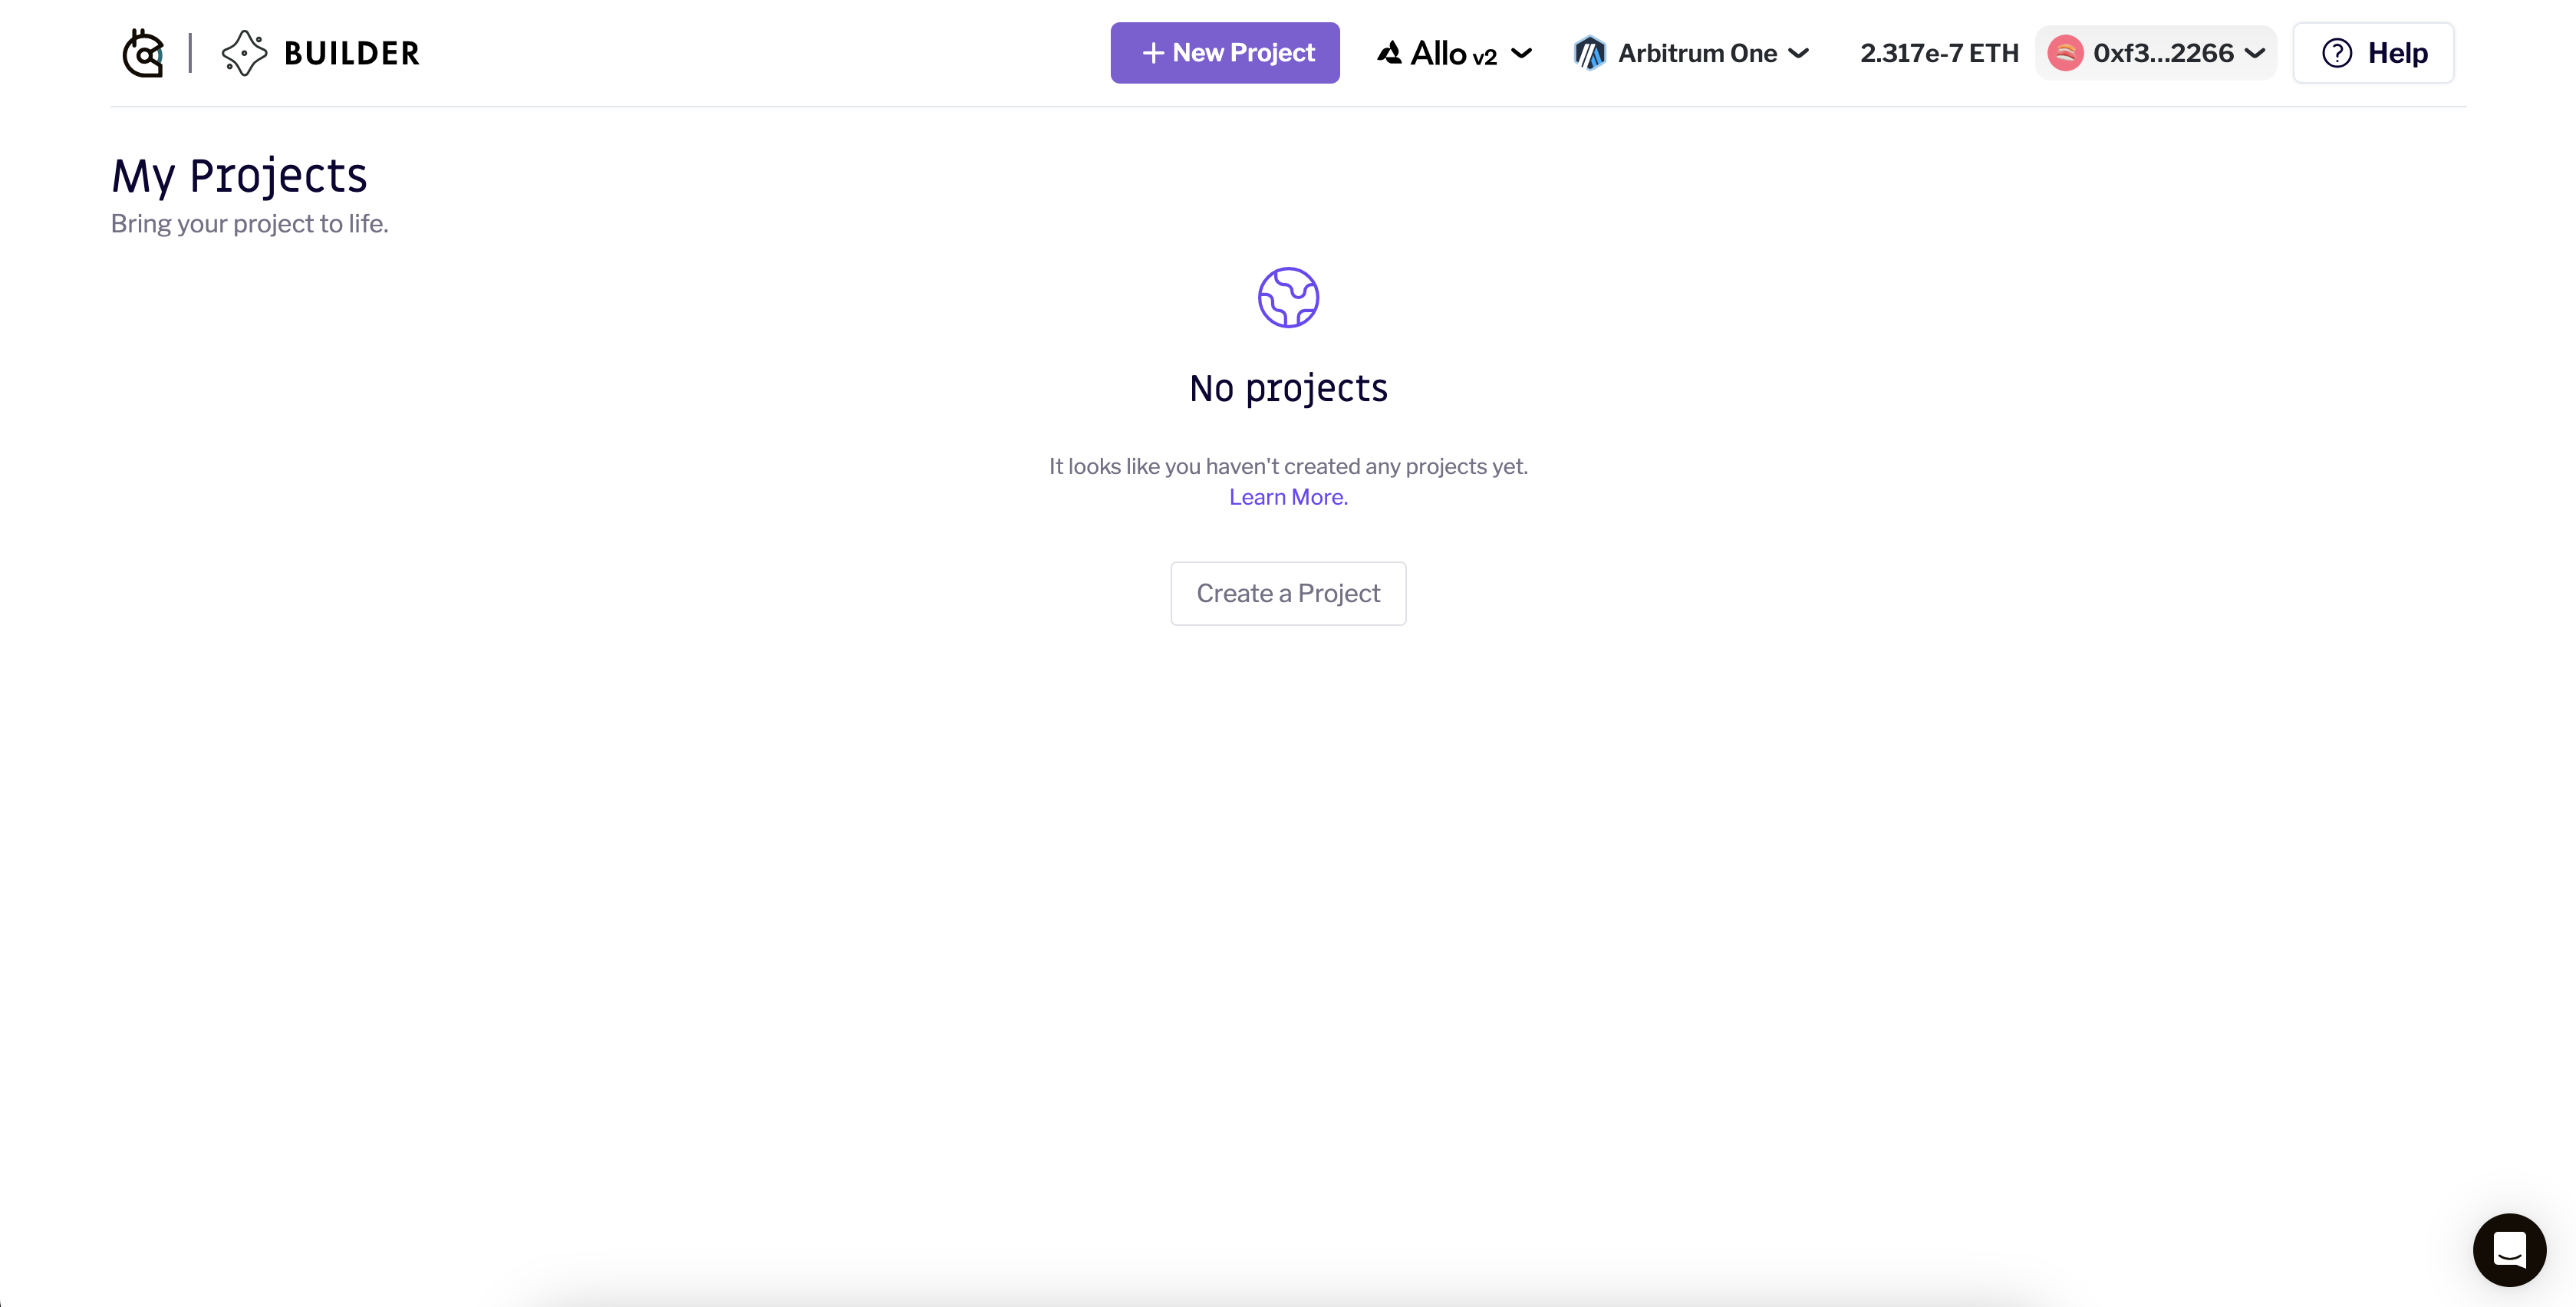 BUILDER
New Project
Allo v2
Arbitrum One
2.317e-7 ETH
0xf3...2266
Help
My Projects
Bring your project to life.
No projects
It looks like you haven't created any projects yet.
Learn More.
Create a Project